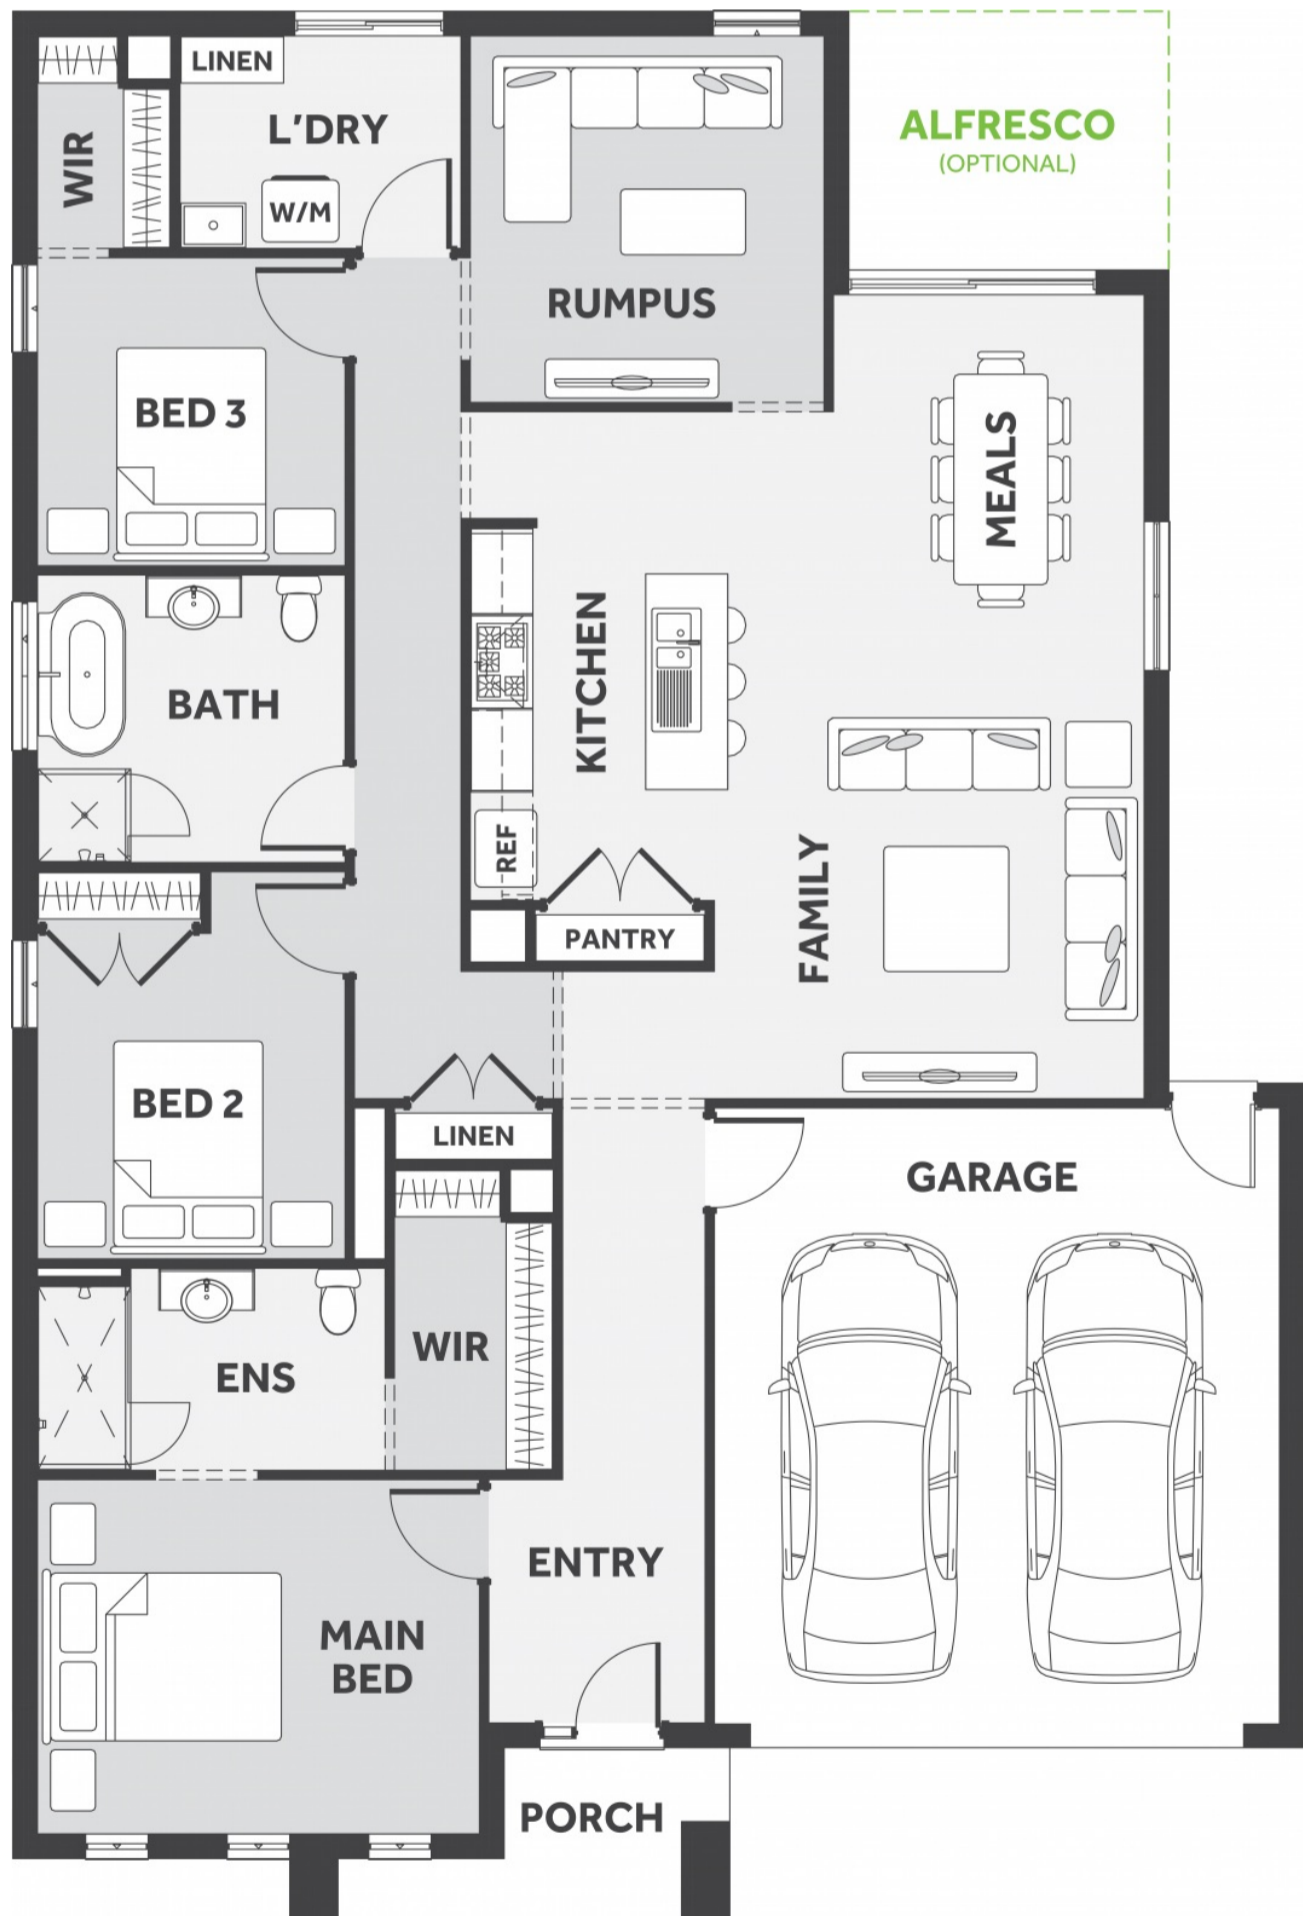 LINEN
L'DRY
WIR
W/M
RUMPUS
ALFRESCO
(OPTIONAL)
BED 3
MEALS
KITCHEN
BATH
REF
PANTRY
FAMILY
BED 2
LINEN
GARAGE
WIR
ENS
ENTRY
MAIN
BED
PORCH